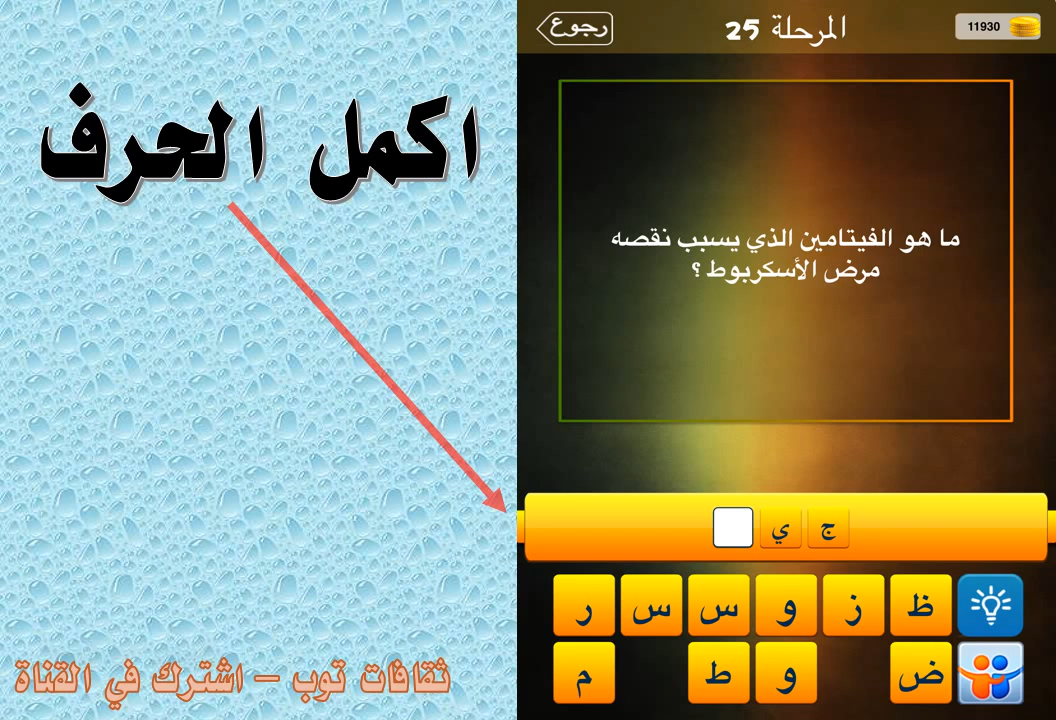 اكمل الحرف
ثقافات توب – اشترك في القناة
رجوع
المرحلة 25
11930
ما هو الفيتامين الذي يسبب نقصه
مرض الأسكربوط ؟
ج ي
ظ ز و س س ر
ض و ط م